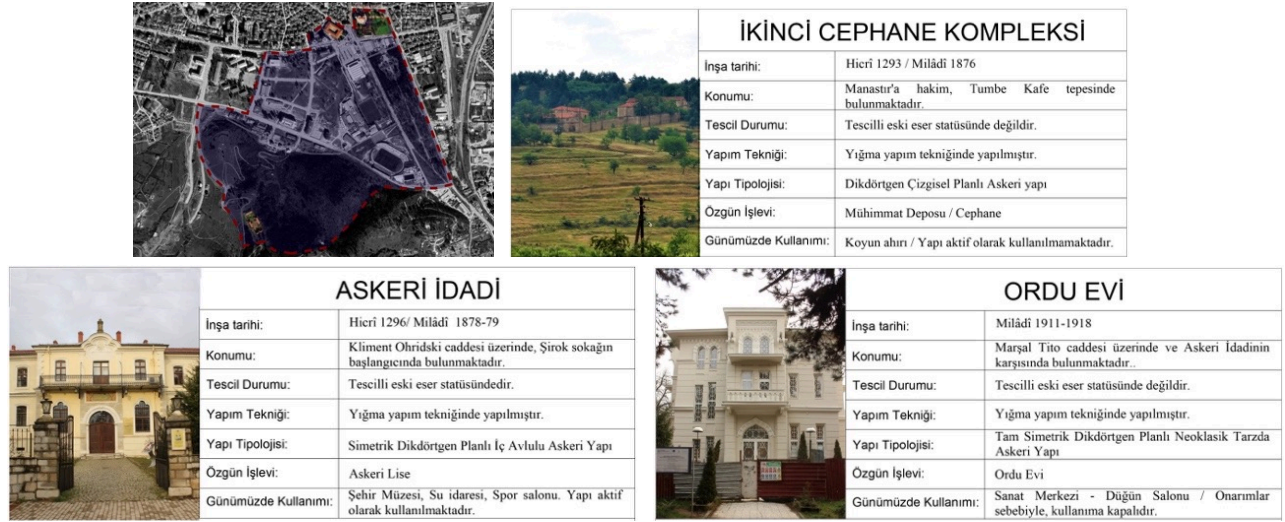 İKİNCİ CEPHANE KOMPLEKSİ
İnşa tarihi: Hicrî 1293 / Milâdî 1876
Konumu: Manastır'a hakim, Tumbe Kafe tepesinde
bulunmaktadır.
Tescil Durumu: Tescilli eski eser statüsünde değildir.
Yapım Tekniği: Yığma yapım tekniğinde yapılmıştır.
Yapı Tipolojisi: Dikdörtgen Çizgisel Planlı Askeri yapı
Özgün İşlevi: Mühimmat Deposu / Cephane
Günümüzde Kullanımı: Koyun ahırı / Yapı aktif olarak kullanılmamaktadır.
ASKERİ İDADİ
İnşa tarihi: Hicrî 1296/ Milâdî 1878-79
Konumu: Kliment Ohridski caddesi üzerinde, Şirok sokağın
başlangıcında bulunmaktadır.
Tescil Durumu: Tescilli eski eser statüsündedir.
Yapım Tekniği: Yığma yapım tekniğinde yapılmıştır.
Yapı Tipolojisi: Simetrik Dikdörtgen Planlı İç Avlulu Askeri Yapı
Özgün İşlevi: Askeri Lise
Günümüzde Kullanımı: Şehir Müzesi, Su idaresi, Spor salonu. Yapı aktif
olarak kullanılmaktadır.
ORDU EVİ
İnşa tarihi: Milâdî 1911-1918
Konumu: Marşal Tito caddesi üzerinde ve Askeri İdadinin
karşısında bulunmaktadır..
Tescil Durumu: Tescilli eski eser statüsünde değildir.
Yapım Tekniği: Yığma yapım tekniğinde yapılmıştır.
Yapı Tipolojisi: Tam Simetrik Dikdörtgen Planlı Neoklasik Tarzda
Askeri Yapı
Özgün İşlevi: Ordu Evi
Günümüzde Kullanımı: Sanat Merkezi - Düğün Salonu / Onarımlar
sebebiyle, kullanıma kapalıdır.